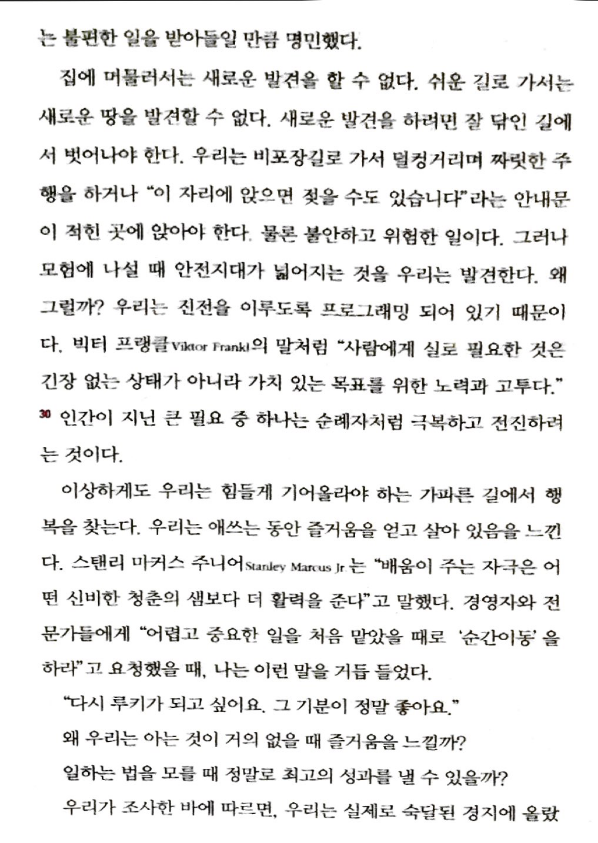 는 불편한 일을 받아들일 만큼 명민했다.
집에 머물러서는 새로운 발견을 할 수 없다. 쉬운 길로 가서는
새로운 땅을 발견할 수 없다. 새로운 발견을 하려면 잘 닦인 길에
서 벗어나야 한다. 우리는 비포장길로 가서 덜컹거리며 짜릿한 주
행을 하거나 “이 자리에 앉으면 젖을 수도 있습니다”라는 안내문
이 적힌 곳에 앉아야 한다. 물론 불안하고 위험한 일이다. 그러나
모험에 나설 때 안전지대가 넓어지는 것을 우리는 발견한다. 왜
그럴까? 우리는 진전을 이루도록 프로그래밍 되어 있기 때문이
다. 빅터 프랭클Viktor Frankl의 말처럼 “사람에게 실로 필요한 것은
긴장 없는 상태가 아니라 가치 있는 목표를 위한 노력과 고투다.”
30 인간이 지닌 큰 필요 중 하나는 순례자처럼 극복하고 전진하려
는 것이다.
이상하게도 우리는 힘들게 기어올라야 하는 가파른 길에서 행
복을 찾는다. 우리는 애쓰는 동안 즐거움을 얻고 살아 있음을 느낀
다. 스탠리 마커스 주니어Stanley Marcus Jr.는 “배움이 주는 자극은 어
떤 신비한 청춘의 샘보다 더 활력을 준다”고 말했다. 경영자와 전
문가들에게 “어렵고 중요한 일을 처음 맡았을 때로 ‘순간이동’을
하라”고 요청했을 때, 나는 이런 말을 거듭 들었다.
“다시 루키가 되고 싶어요. 그 기분이 정말 좋아요.”
왜 우리는 아는 것이 거의 없을 때 즐거움을 느낄까?
일하는 법을 모를 때 정말로 최고의 성과를 낼 수 있을까?
우리가 조사한 바에 따르면, 우리는 실제로 숙달된 경지에 올랐